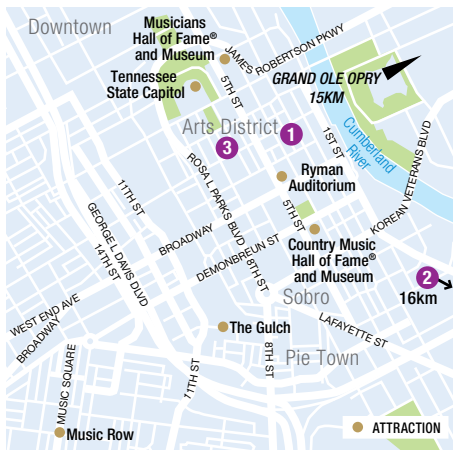 Downtown
Musicians
Hall of Fame®
and Museum
JAMES ROBERTSON PKWY
Tennessee
State Capitol
5TH ST
GRAND OLE OPRY
15KM
Arts District
1
3
1ST ST
Cumberland
River
KOREAN VETERANS BLVD
Ryman
Auditorium
11TH ST
ROSA L PARKS BLVD
8TH ST
5TH ST
GEORGE L DAVIS DLVD
14TH ST
BROADWAY
DEMONBREUN ST
Country Music
Hall of Fame®
and Museum
2
16km
Sobro
WEST END AVE
BROADWAY
LAFAYETTE ST
The Gulch
8TH ST
Pie Town
11TH ST
MUSIC SQUARE
Music Row
ATTRACTION